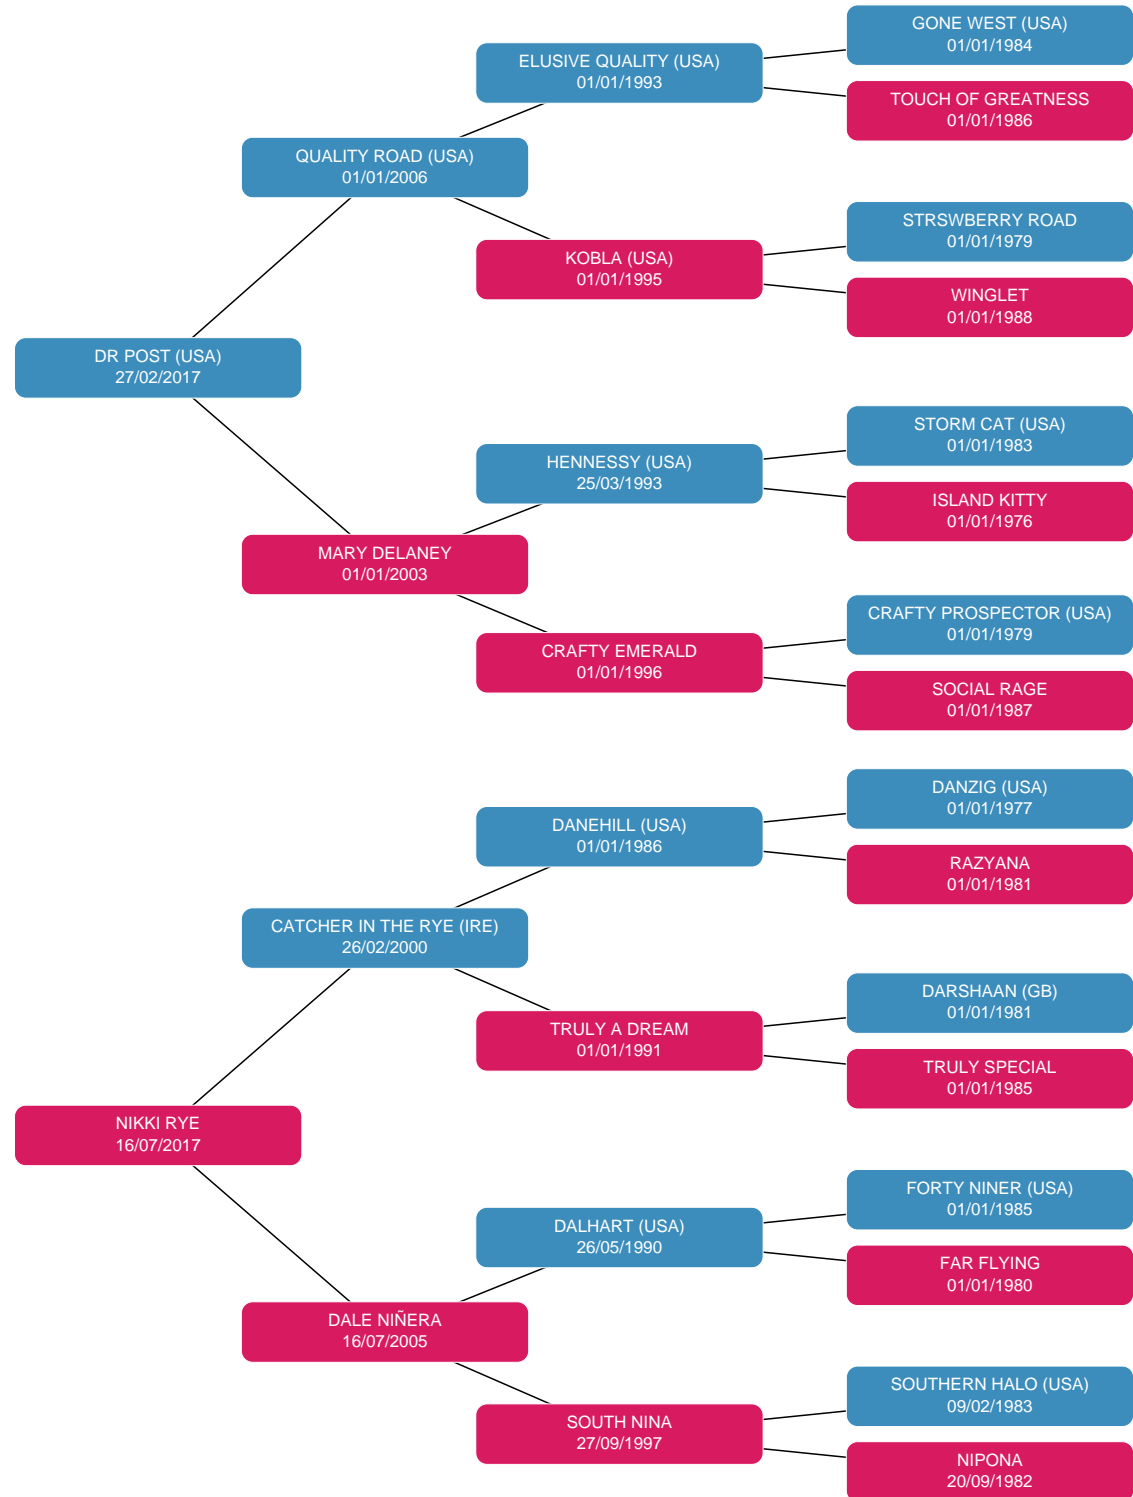 GONE WEST (USA)
01/01/1984
ELUSIVE QUALITY (USA)
01/01/1993
TOUCH OF GREATNESS
01/01/1986
QUALITY ROAD (USA)
01/01/2006
STRSWBERRY ROAD
01/01/1979
KOBLA (USA)
01/01/1995
WINGLET
01/01/1988
DR POST (USA)
27/02/2017
STORM CAT (USA)
01/01/1983
HENNESSY (USA)
25/03/1993
ISLAND KITTY
01/01/1976
MARY DELANEY
01/01/2003
CRAFTY PROSPECTOR (USA)
01/01/1979
CRAFTY EMERALD
01/01/1996
SOCIAL RAGE
01/01/1987
DANZIG (USA)
01/01/1977
DANEHILL (USA)
01/01/1986
RAZYANA
01/01/1981
CATCHER IN THE RYE (IRE)
26/02/2000
DARSHAAN (GB)
01/01/1981
TRULY A DREAM
01/01/1991
TRULY SPECIAL
01/01/1985
NIKKI RYE
16/07/2017
FORTY NINER (USA)
01/01/1985
DALHART (USA)
26/05/1990
FAR FLYING
01/01/1980
DALE NIÑERA
16/07/2005
SOUTHERN HALO (USA)
09/02/1983
SOUTH NINA
27/09/1997
NIPONA
20/09/1982